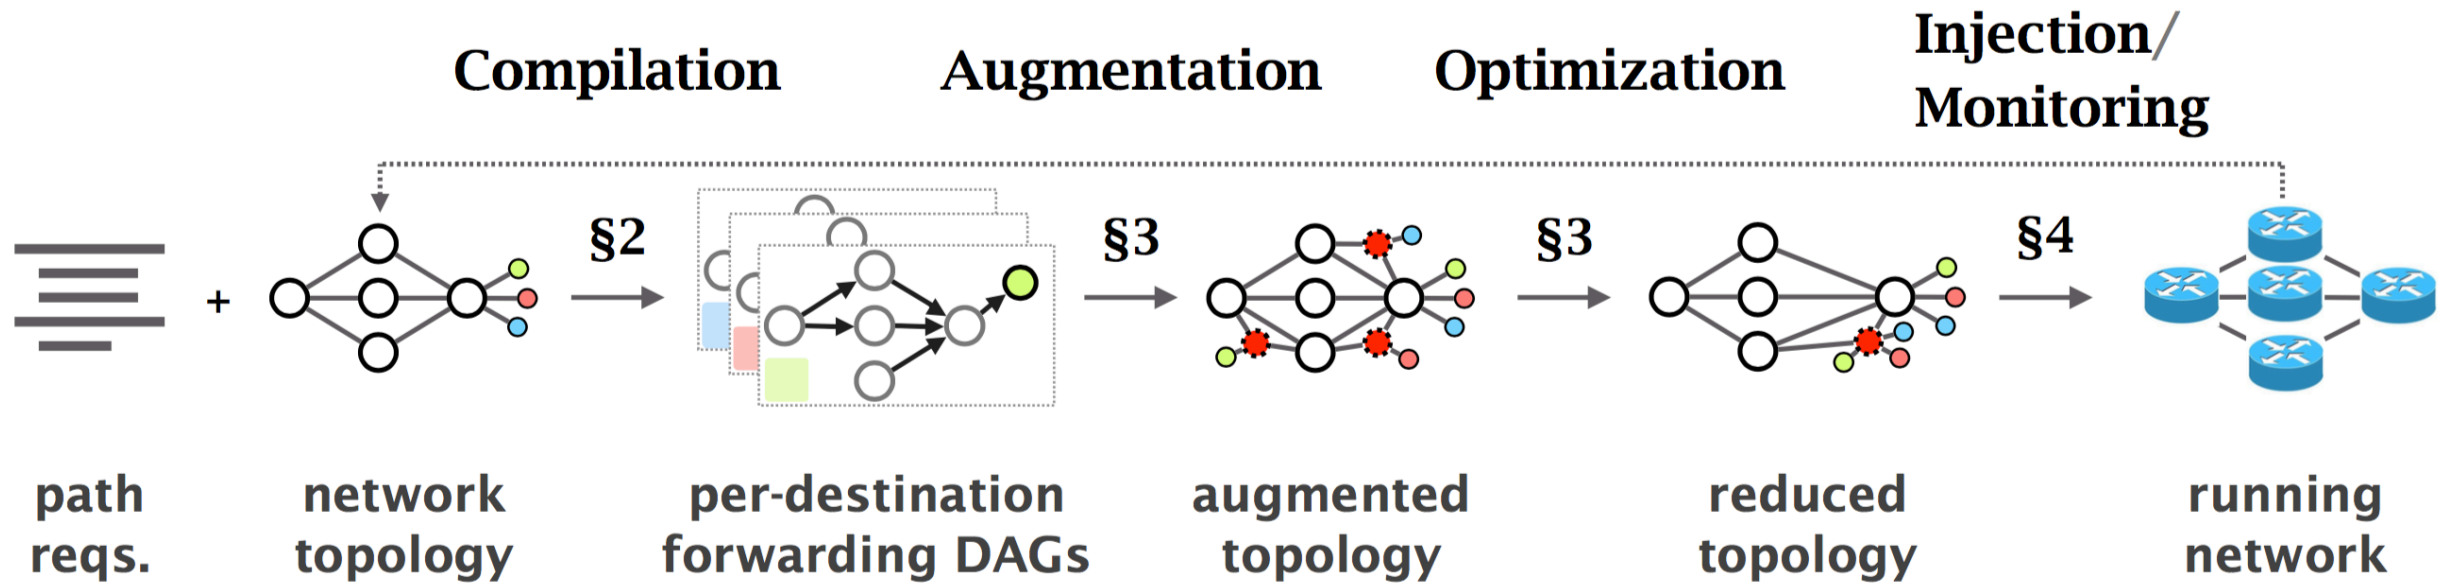 Compilation
Augmentation
Optimization
Injection/
Monitoring
§2
§3
§3
§4
+
path
reqs.
network
topology
per-destination
forwarding DAGs
augmented
topology
reduced
topology
running
network